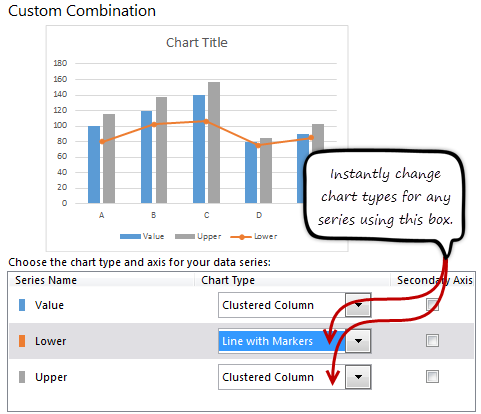 Custom Combination
Chart Title
180
160
140
120
100
80
60
40
20
0
A B C D
Value Upper Lower
Instantly change
chart types for any
series using this box.
Choose the chart type and axis for your data series:
Series Name Chart Type Secondary Axis
Value Clustered Column
Lower Line with Markers
Upper Clustered Column